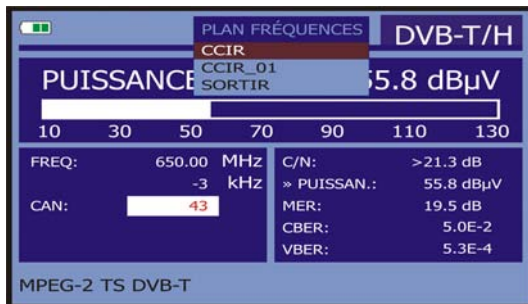 PLAN FRÉQUENCES
DVB-T/H
CCIR
CCIR_01
SORTIR
PUISSANCE
5.8 dBµV
10 30 50 70 90 110 130
FREQ: 650.00 MHz
-3 kHz
CAN: 43
C/N: >21.3 dB
» PUISSAN.: 55.8 dBµV
MER: 19.5 dB
CBER: 5.0E-2
VBER: 5.3E-4
MPEG-2 TS DVB-T